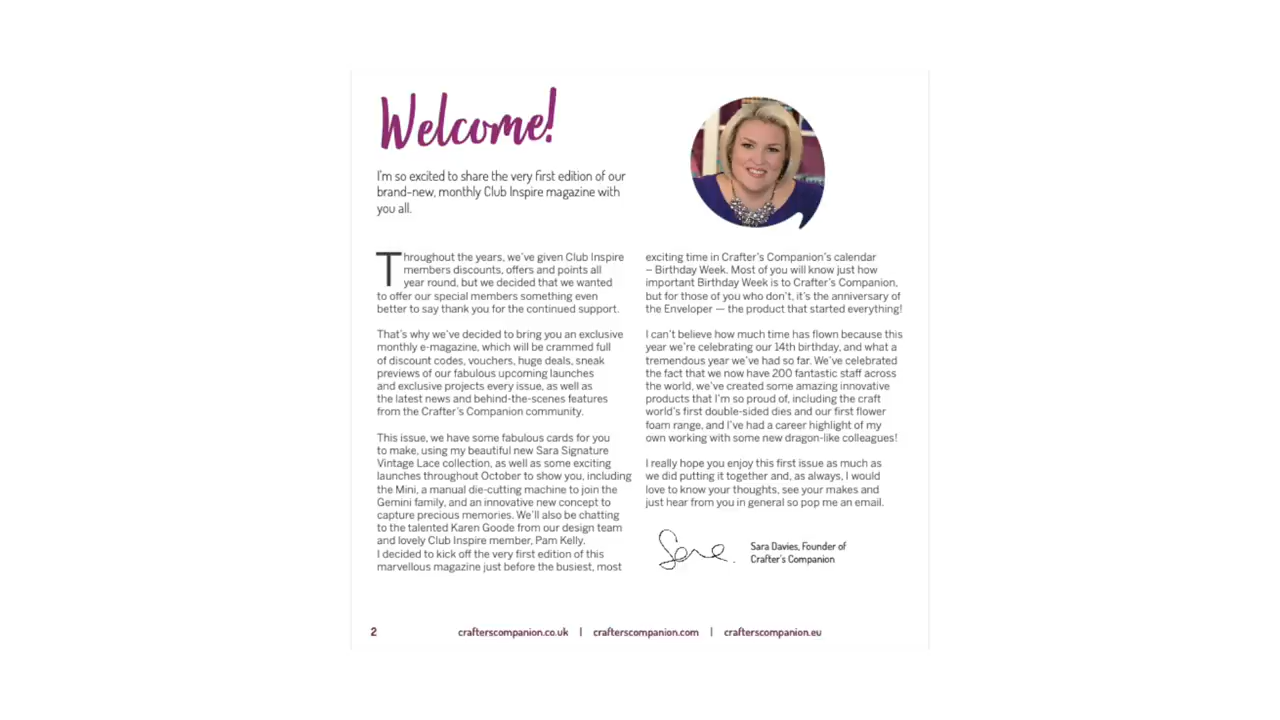 Welcome!
I'm so excited to share the very first edition of our
brand-new, monthly Club Inspire magazine with
you all.
Throughout the years, we've given Club Inspire
members discounts, offers and points all
year round, but we decided that we wanted
to offer our special members something even
better to say thank you for the continued support.
That's why we've decided to bring you an exclusive
monthly e-magazine, which will be crammed full
of discount codes, vouchers, huge deals, sneak
previews of our fabulous upcoming launches
and exclusive projects every issue, as well as
the latest news and behind-the-scenes features
from the Crafter's Companion community.
This issue, we have some fabulous cards for you
to make, using my beautiful new Sara Signature
Vintage Lace collection, as well as some exciting
launches throughout October to show you, including
the Mini, a manual die-cutting machine to join the
Gemini family, and an innovative new concept to
capture precious memories. We'll also be chatting
to the talented Karen Goode from our design team
and lovely Club Inspire member, Pam Kelly.
I decided to kick off the very first edition of this
marvellous magazine just before the busiest, most
exciting time in Crafter's Companion's calendar
– Birthday Week. Most of you will know just how
important Birthday Week is to Crafter's Companion,
but for those of you who don't, it's the anniversary of
the Enveloper — the product that started everything!
I can't believe how much time has flown because this
year we're celebrating our 14th birthday, and what a
tremendous year we've had so far. We've celebrated
the fact that we now have 200 fantastic staff across
the world, we've created some amazing innovative
products that I'm so proud of, including the craft
world's first double-sided dies and our first flower
foam range, and I've had a career highlight of my
own working with some new dragon-like colleagues!
I really hope you enjoy this first issue as much as
we did putting it together and, as always, I would
love to know your thoughts, see your makes and
just hear from you in general so pop me an email.
Sara.
Sara Davies, Founder of
Crafter's Companion
2
crafterscompanion.co.uk | crafterscompanion.com | crafterscompanion.eu